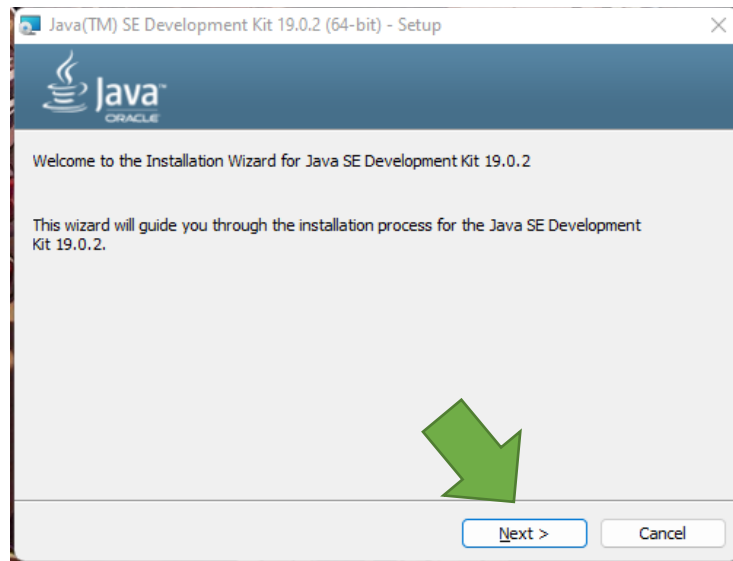 Java(TM) SE Development Kit 19.0.2 (64-bit) - Setup
Java™
ORACLE
Welcome to the Installation Wizard for Java SE Development Kit 19.0.2
This wizard will guide you through the installation process for the Java SE Development
Kit 19.0.2.
Next >
Cancel